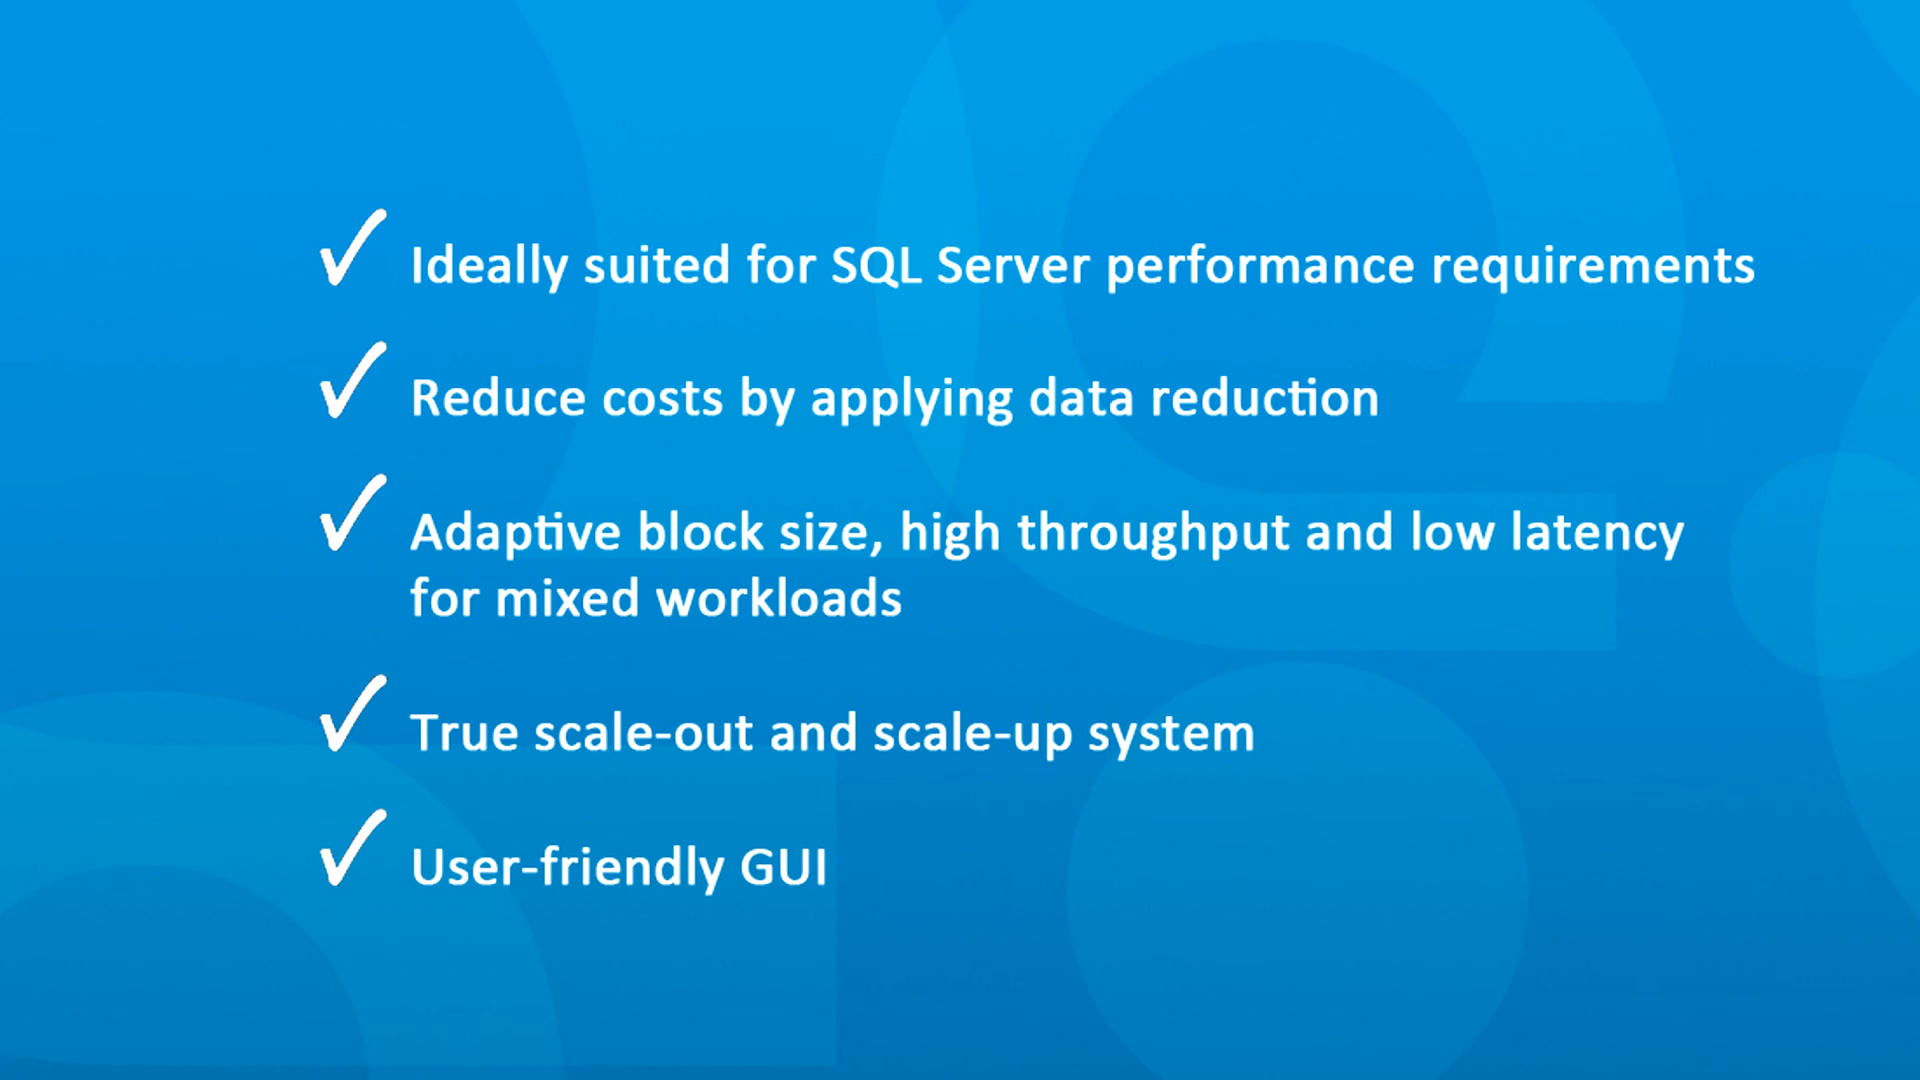 Ideally suited for SQL Server performance requirements
Reduce costs by applying data reduction
Adaptive block size, high throughput and low latency
for mixed workloads
True scale-out and scale-up system
User-friendly GUI